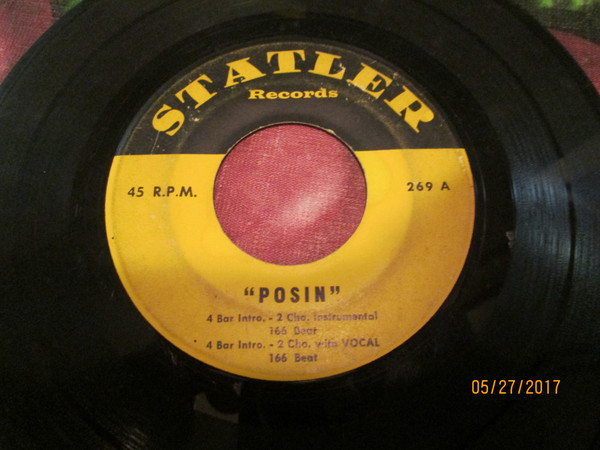 STATLER
Records
45 R.P.M.
269 A
"POSIN"
4 Bar Intro. - 2 Cho. Instrumental
166 Beat
4 Bar Intro. - 2 Cho. with VOCAL
166 Beat
05/27/2017